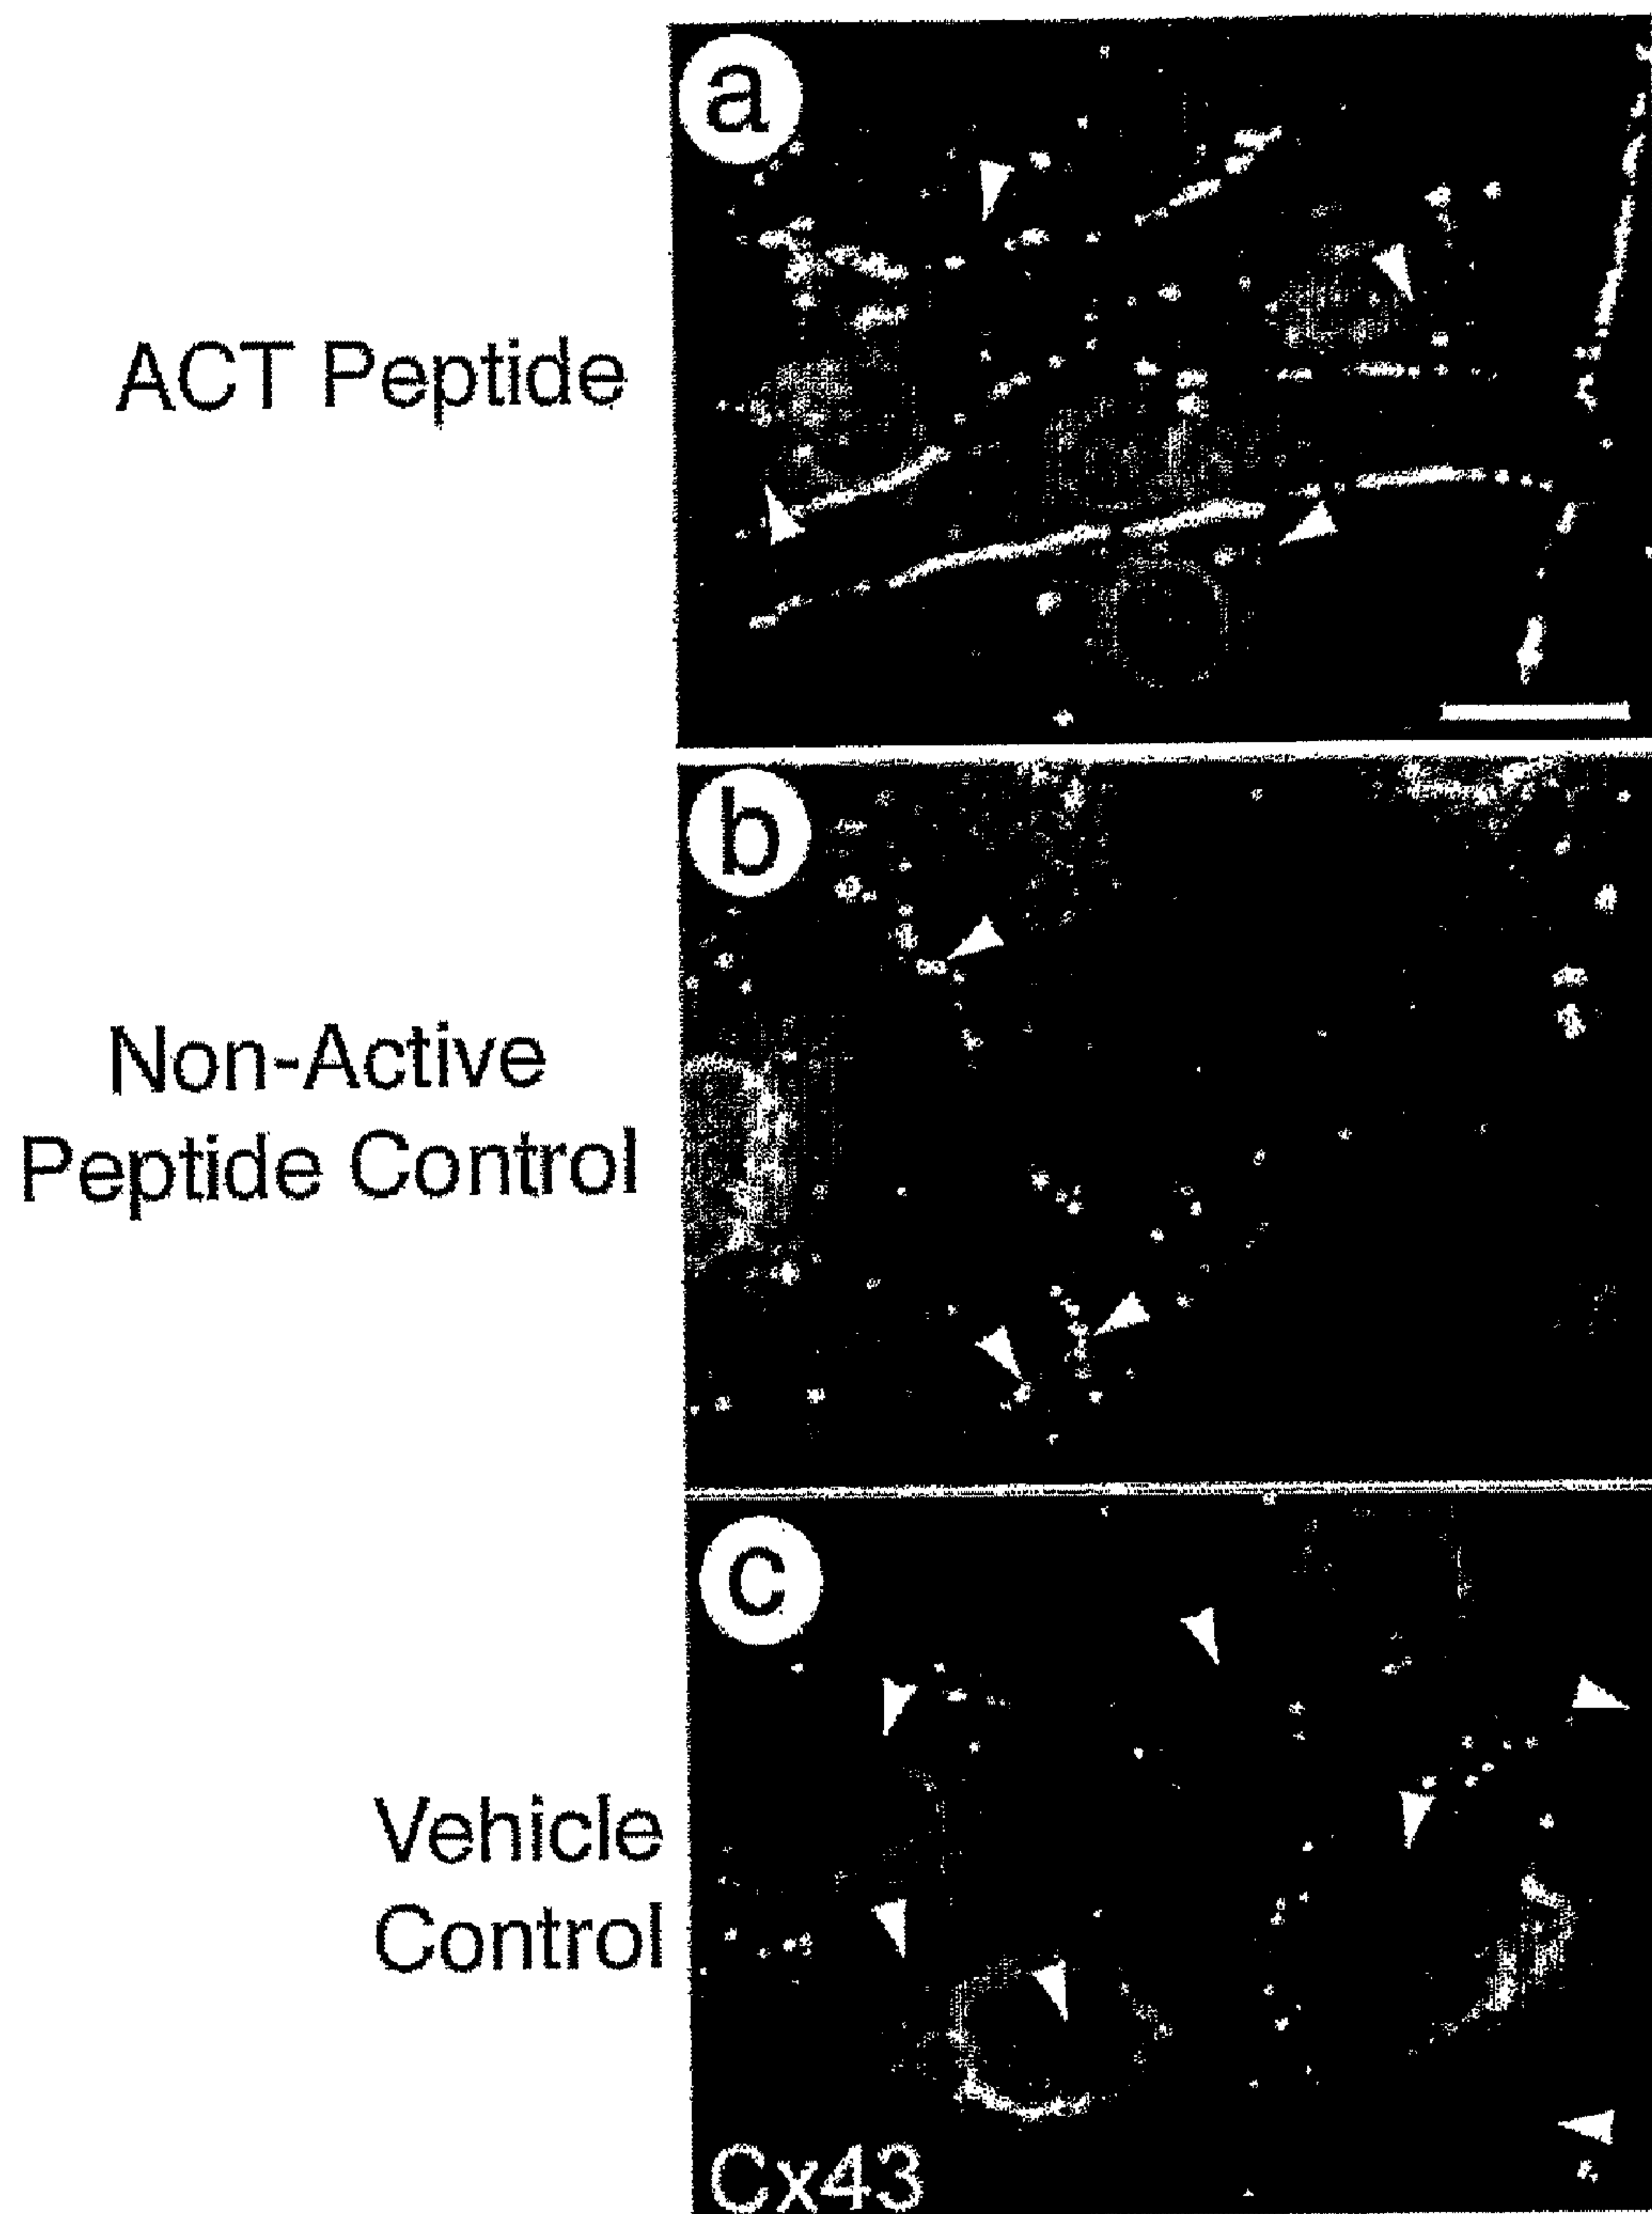 a
ACT Peptide
b
Non-Active
Peptide Control
c
Vehicle
Control
Cx43